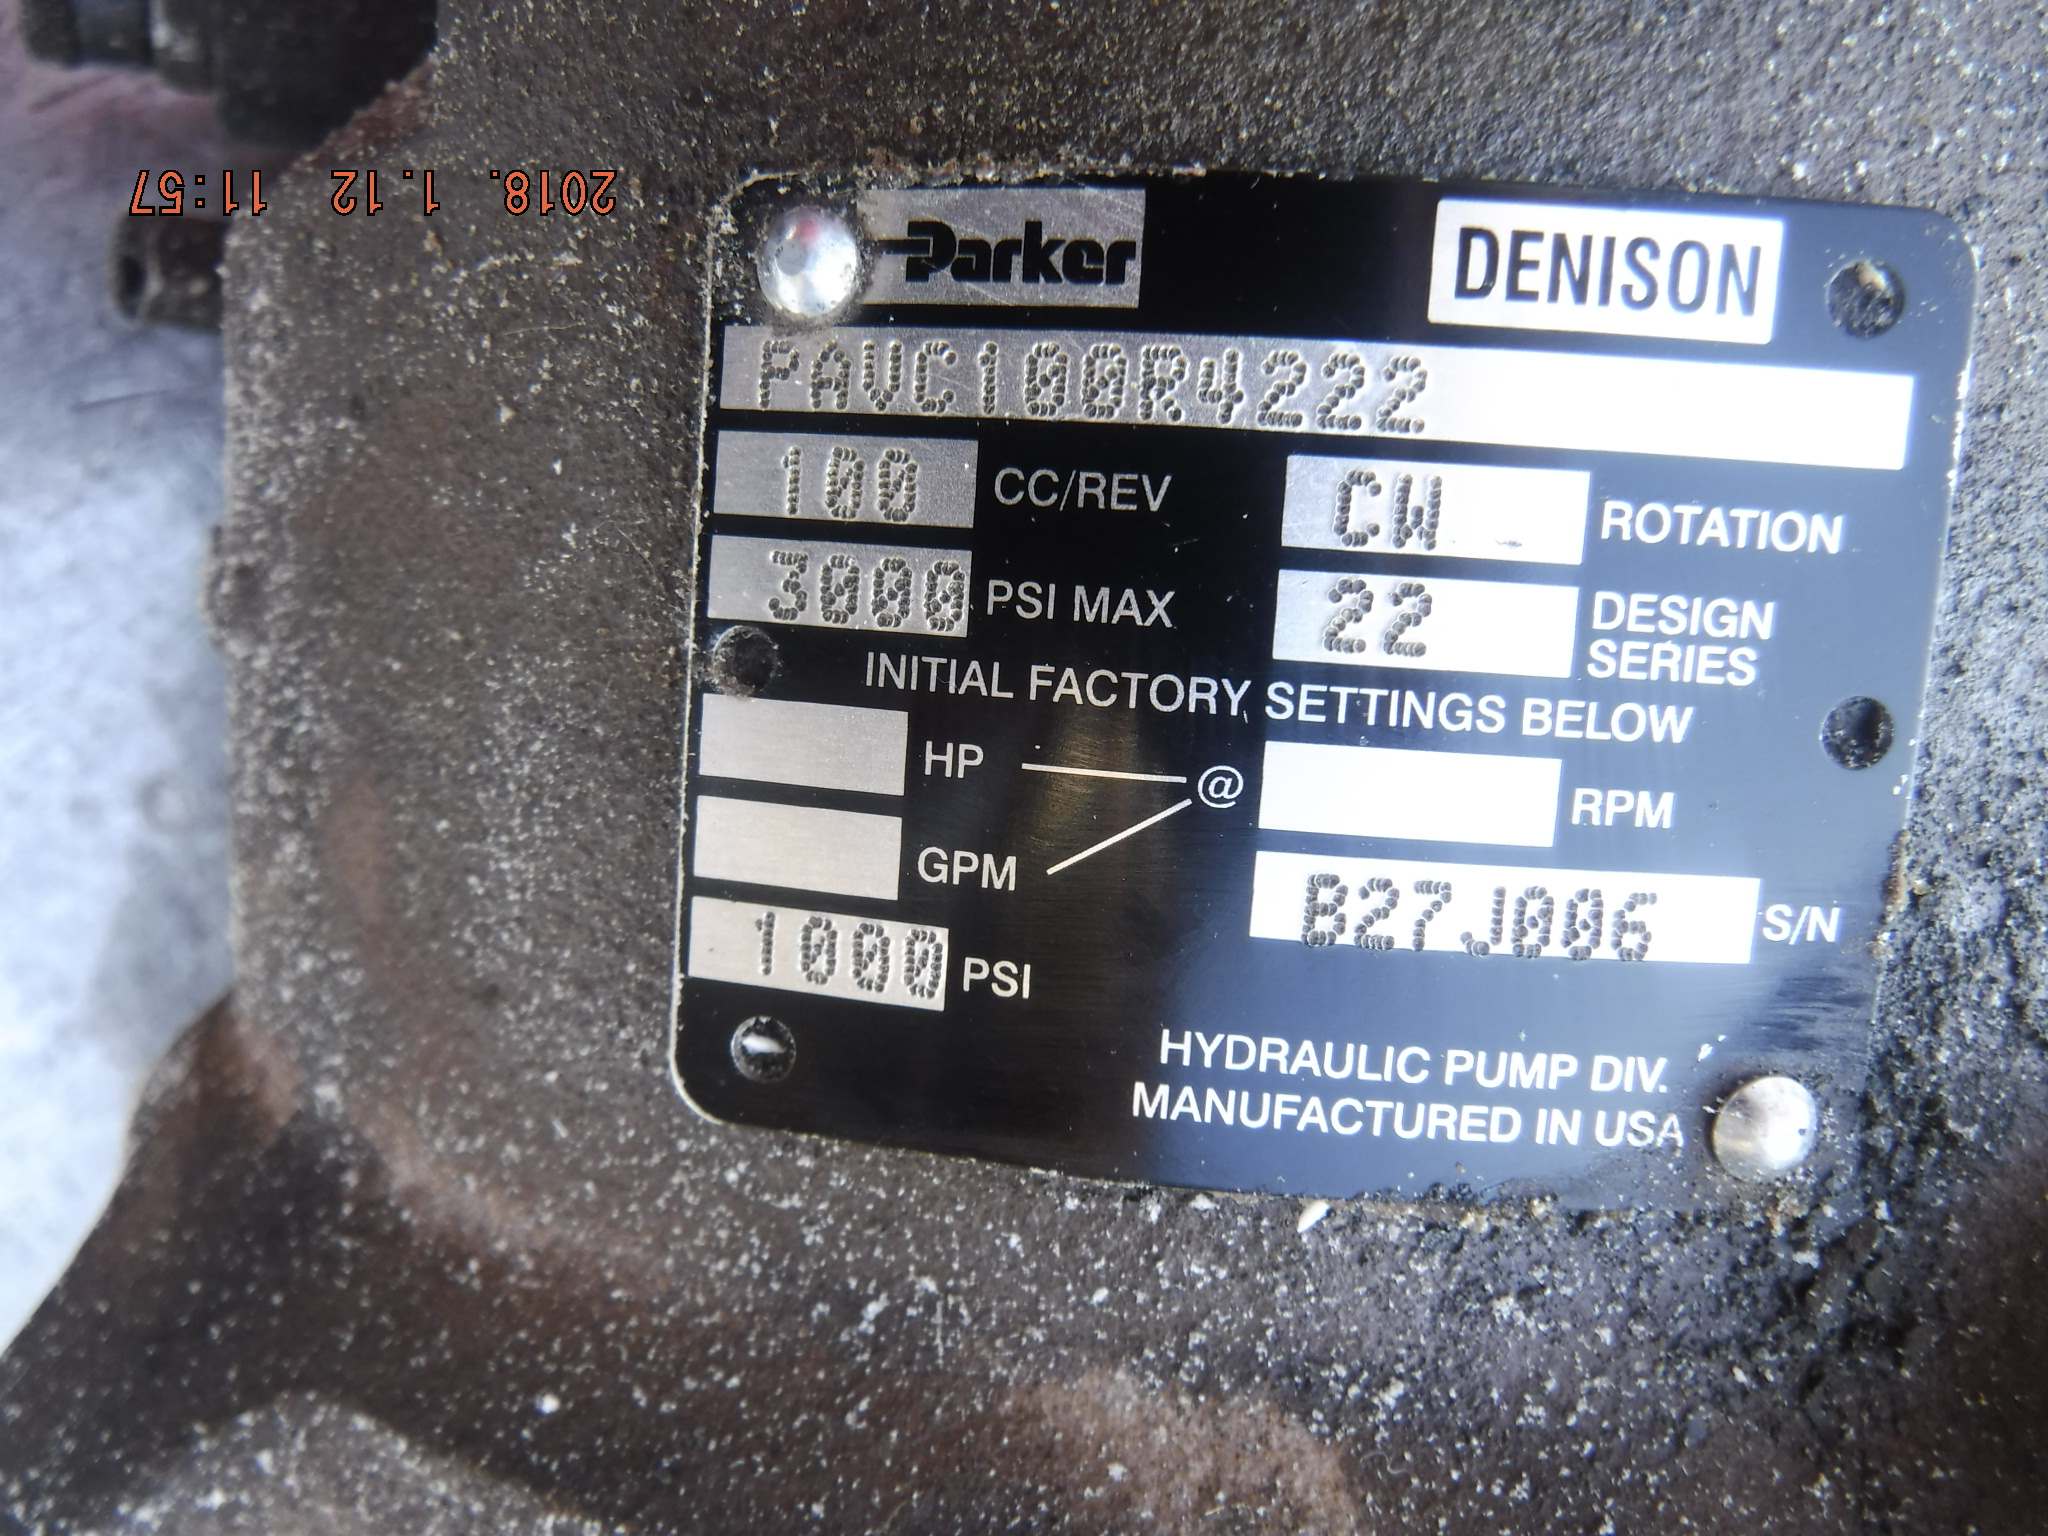 2018. 1.12 11:57
Parker DENISON
PAVC100R4222
100 CC/REV CW ROTATION
3000 PSI MAX 22 DESIGN SERIES
INITIAL FACTORY SETTINGS BELOW
HP @ RPM
GPM
1000 PSI B27J006 S/N
HYDRAULIC PUMP DIV.
MANUFACTURED IN USA